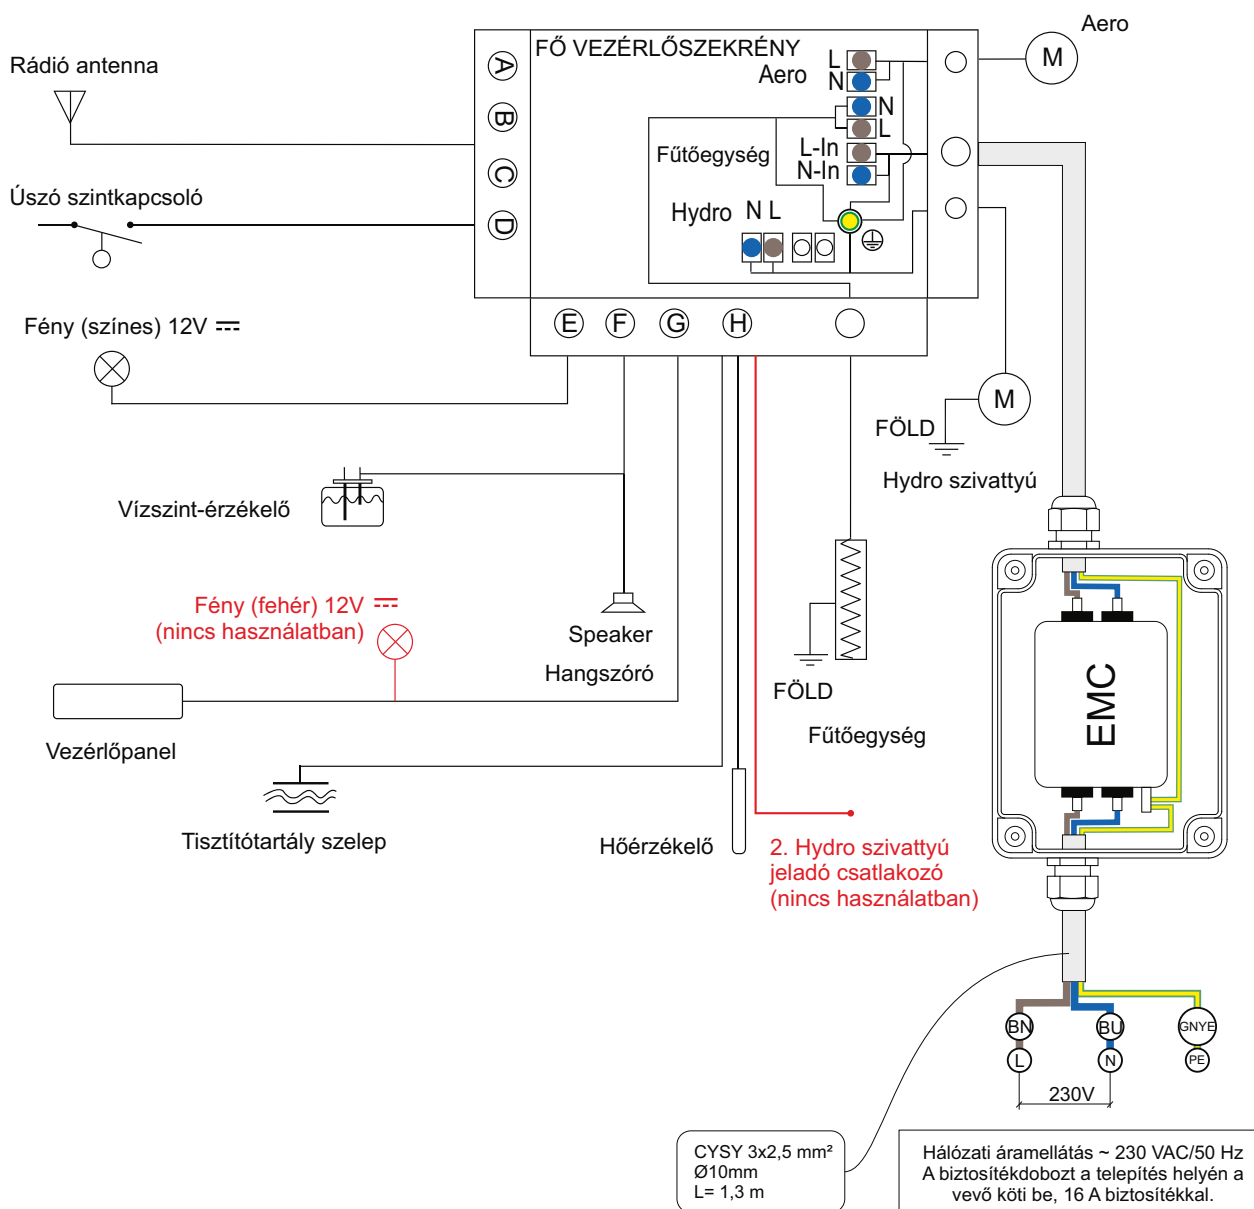 Aero
FŐ VEZÉRLŐSZEKRÉNY
M
Rádió antenna
Aero
L
N
N
L
L-In
N-In
A
B
C
D
Fűtőegység
Úszó szintkapcsoló
Hydro N L
Fény (színes) 12V
E
F
G
H
M
FÖLD
Hydro szivattyú
Vízszint-érzékelő
Fény (fehér) 12V
(nincs használatban)
Speaker
Hangszóró
FÖLD
Fűtőegység
EMC
Vezérlőpanel
Tisztítótartály szelep
Hőérzékelő
2. Hydro szivattyú
jeladó csatlakozó
(nincs használatban)
BN
BU
GNYE
L
N
PE
230V
CYSY 3x2,5 mm²
Ø10mm
L= 1,3 m
Hálózati áramellátás ~ 230 VAC/50 Hz
A biztosítékdobozt a telepítés helyén a
vevő köti be, 16 A biztosítékkal.